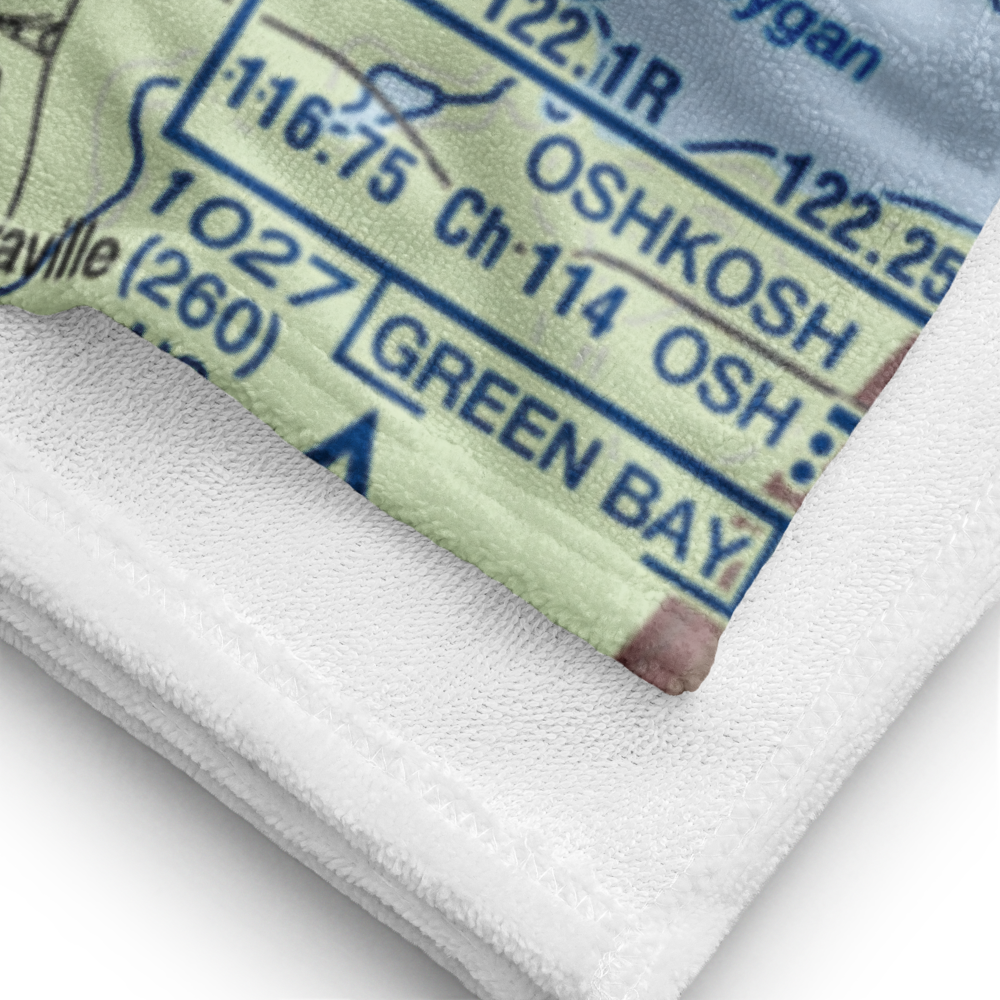 122.1R
122.25
OSHKOSH
116.75 Ch 114 OSH
1027
(260)
GREEN BAY